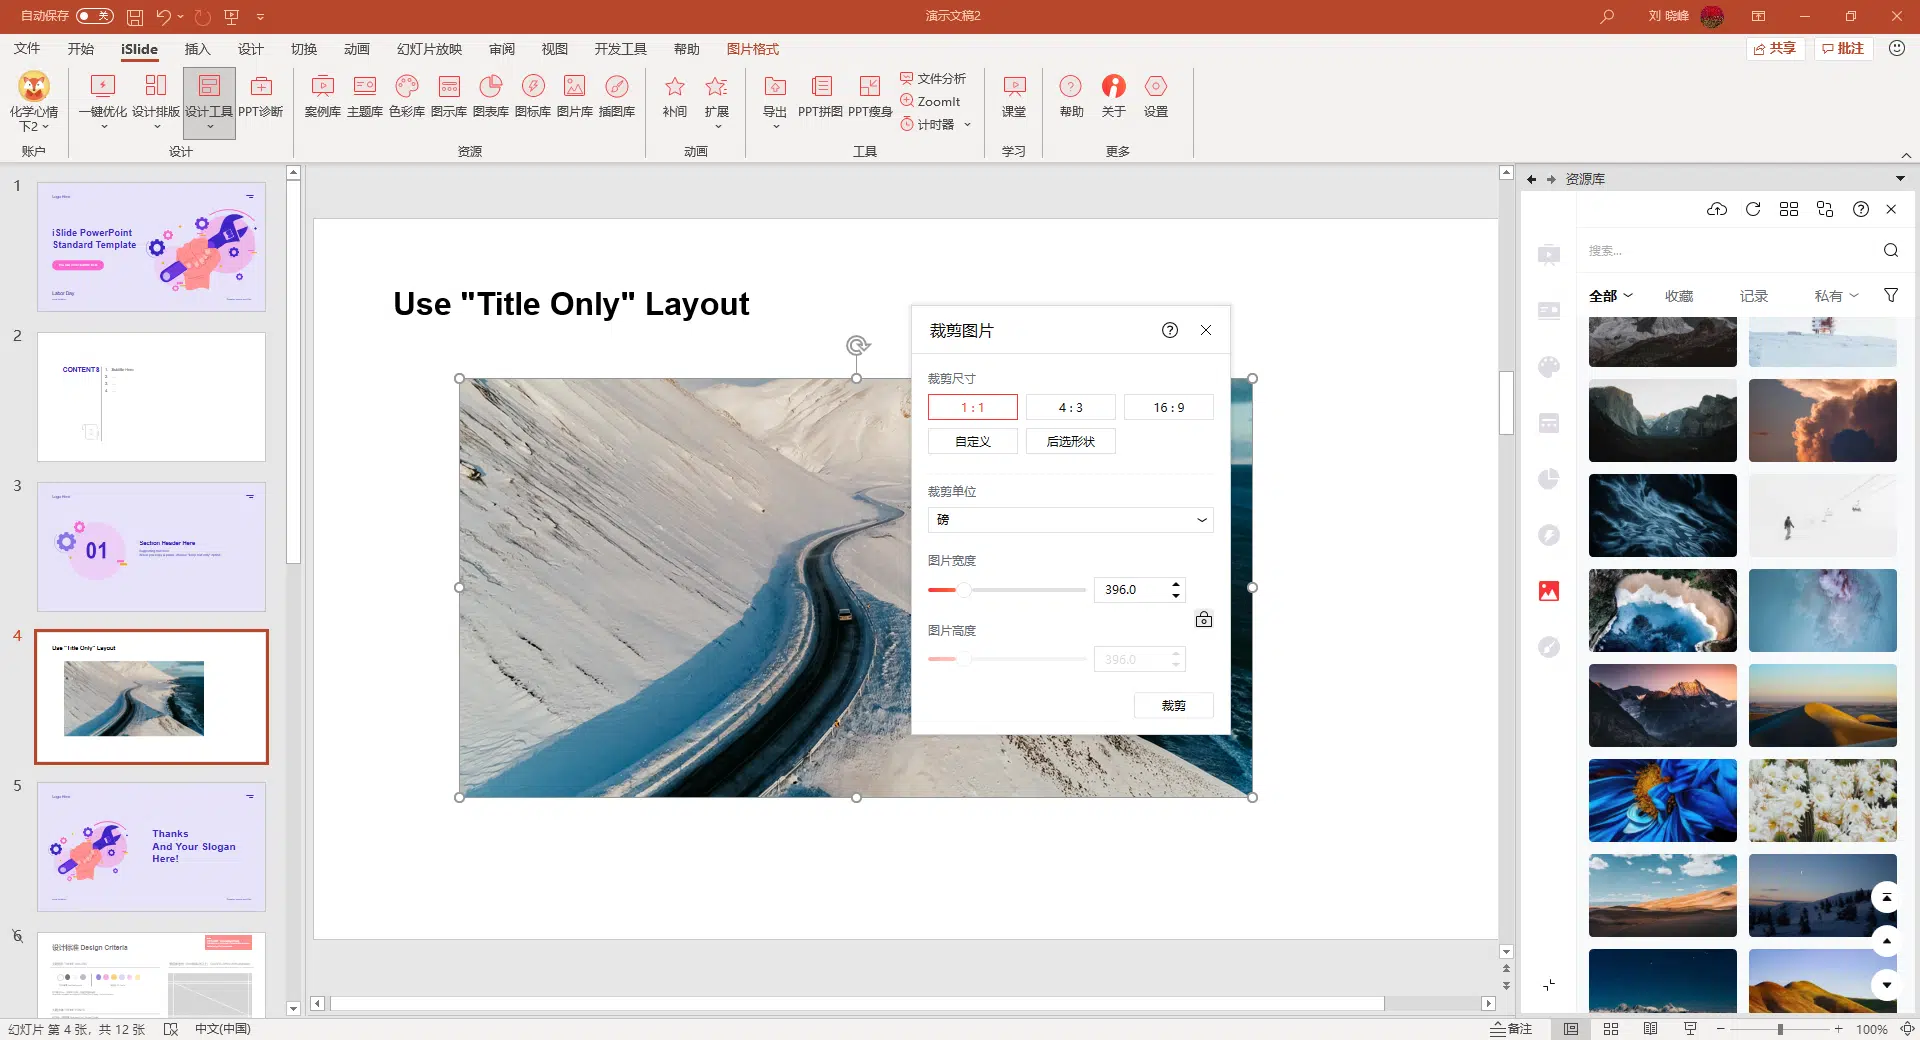 自动保存 关
演示文稿2
刘 晓峰
文件 开始 iSlide 插入 设计 切换 动画 幻灯片放映 审阅 视图 开发工具 帮助 图片格式
共享 批注
化学心情
下2
一键优化 设计排版 设计工具 PPT诊断
案例库 主题库 色彩库 图示库 图表库 图标库 图片库 插图库
补间 扩展
导出 PPT拼图 PPT瘦身
文件分析
ZoomIt
计时器
课堂
帮助 关于 设置
账户 设计 资源 动画 工具 学习 更多
1
Logo Here
iSlide PowerPoint
Standard Template
Labor Day
2
CONTENTS
3
Logo Here
01
Section Header Here
4
Use "Title Only" Layout
5
Logo Here
Thanks
And Your Slogan
Here!
6
设计标准 Design Criteria
Use "Title Only" Layout
裁剪图片
裁剪尺寸
1 : 1
4 : 3
16 : 9
自定义
后选形状
裁剪单位
磅
图片宽度
396.0
图片高度
396.0
裁剪
资源库
搜索...
全部 收藏 记录 私有
幻灯片 第 4 张，共 12 张
中文(中国)
备注
100%